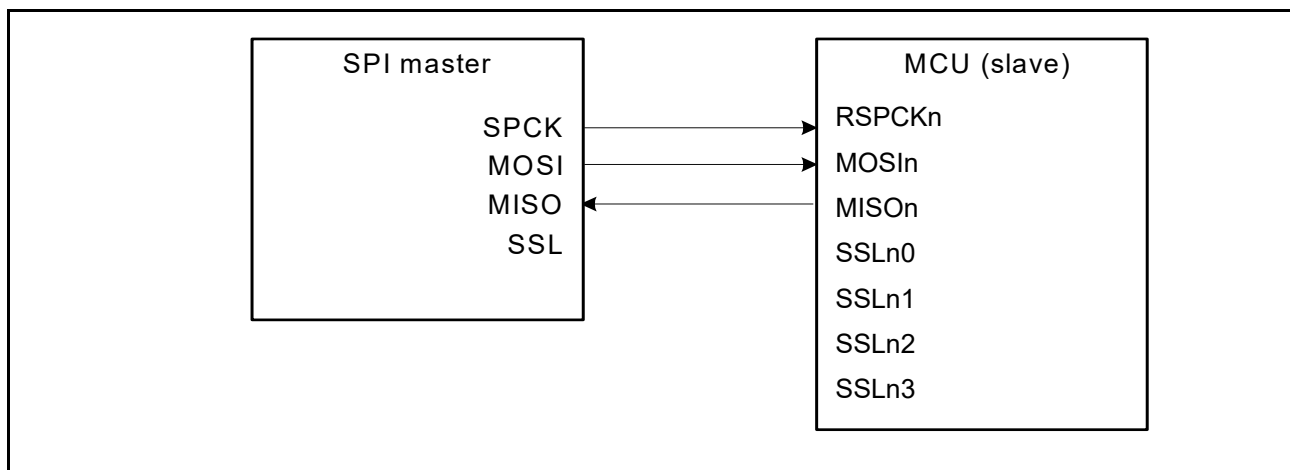 SPI master
SPCK
MOSI
MISO
SSL
MCU (slave)
RSPCKn
MOSIn
MISOn
SSLn0
SSLn1
SSLn2
SSLn3